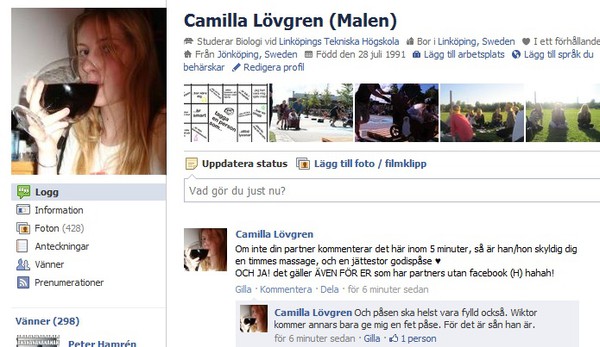 Camilla Lövgren (Malen)
Studerar Biologi vid Linköpings Tekniska Högskola Bor i Linköping, Sweden I ett förhållande
Från Jönköping, Sweden Född den 28 juli 1991 Lägg till arbetsplats Lägg till språk du
behärskar Redigera profil
är
smart
tagga
en
person
som...
Uppdatera status Lägg till foto / filmklipp
Vad gör du just nu?
Logg
Information
Foton (428)
Anteckningar
Vänner
Prenumerationer
Vänner (298)
Peter Hamrén
Camilla Lövgren
Om inte din partner kommenterar det här inom 5 minuter, så är han/hon skyldig dig
en timmes massage, och en jättestor godispåse ♥
OCH JA! det gäller ÄVEN FÖR ER som har partners utan facebook (H) hahah!
Gilla · Kommentera · Dela · för 6 minuter sedan
Camilla Lövgren Och påsen ska helst vara fylld också. Wiktor
kommer annars bara ge mig en fet påse. För det är sån han är.
för 6 minuter sedan · Gilla · 1 person